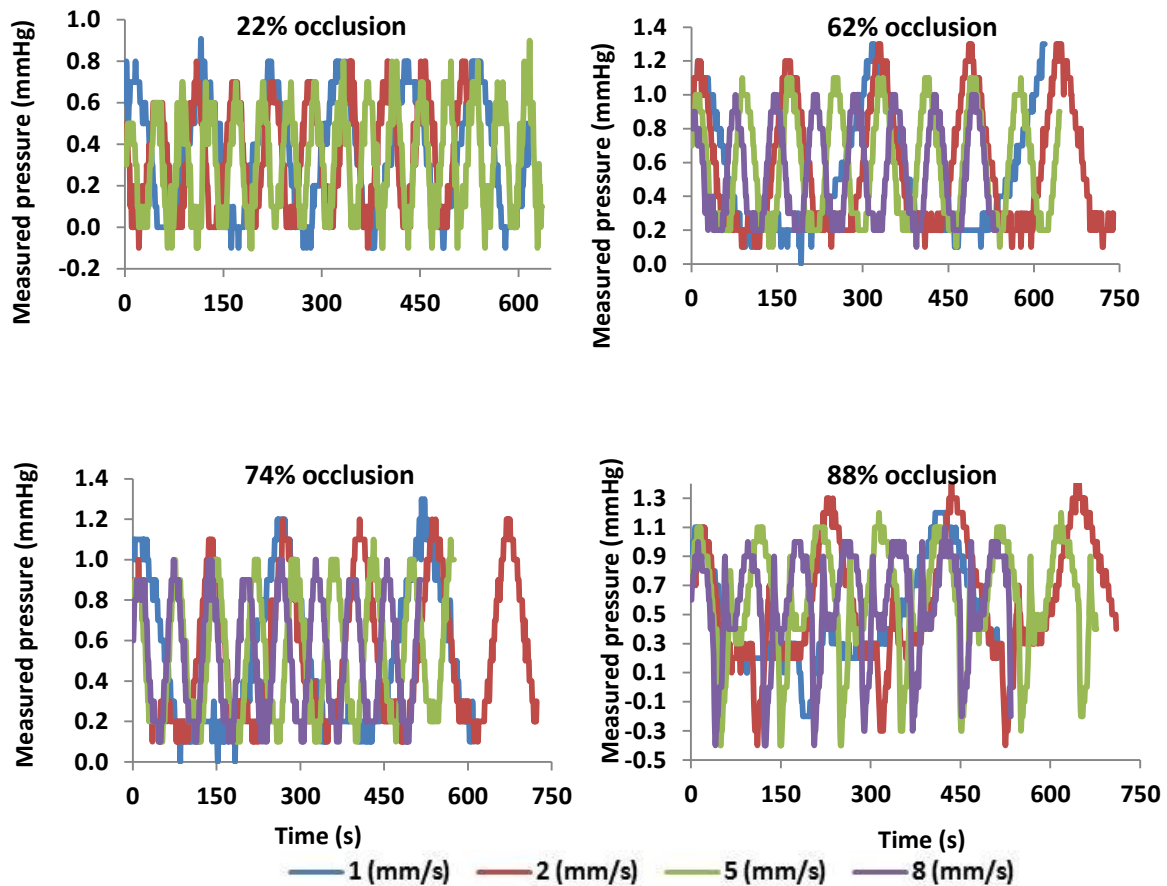 22% occlusion
Measured pressure (mmHg)
1.0
0.8
0.6
0.4
0.2
0.0
-0.2
0 150 300 450 600
62% occlusion
Measured pressure (mmHg)
1.4
1.2
1.0
0.8
0.6
0.4
0.2
0.0
0 150 300 450 600 750
74% occlusion
Measured pressure (mmHg)
1.4
1.2
1.0
0.8
0.6
0.4
0.2
0.0
0 150 300 450 600 750
Time (s)
88% occlusion
Measured pressure (mmHg)
1.3
1.1
0.9
0.7
0.5
0.3
0.1
-0.1
-0.3
-0.5
0 150 300 450 600 750
Time (s)
1 (mm/s) 2 (mm/s) 5 (mm/s) 8 (mm/s)